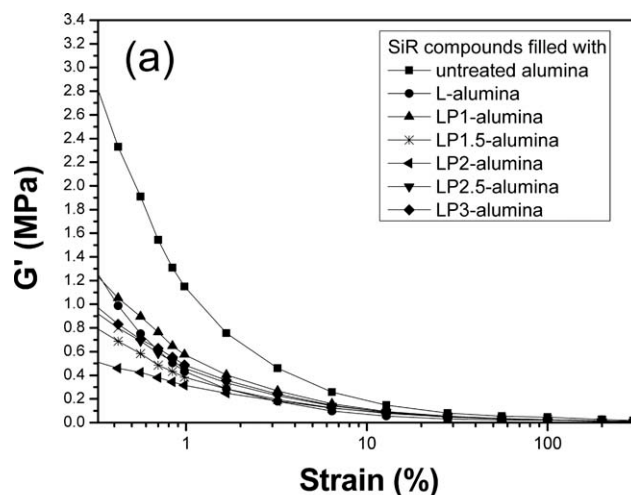 (a)
SiR compounds filled with
untreated alumina
L-alumina
LP1-alumina
LP1.5-alumina
LP2-alumina
LP2.5-alumina
LP3-alumina
G' (MPa)
3.4
3.2
3.0
2.8
2.6
2.4
2.2
2.0
1.8
1.6
1.4
1.2
1.0
0.8
0.6
0.4
0.2
0.0
1 10 100
Strain (%)